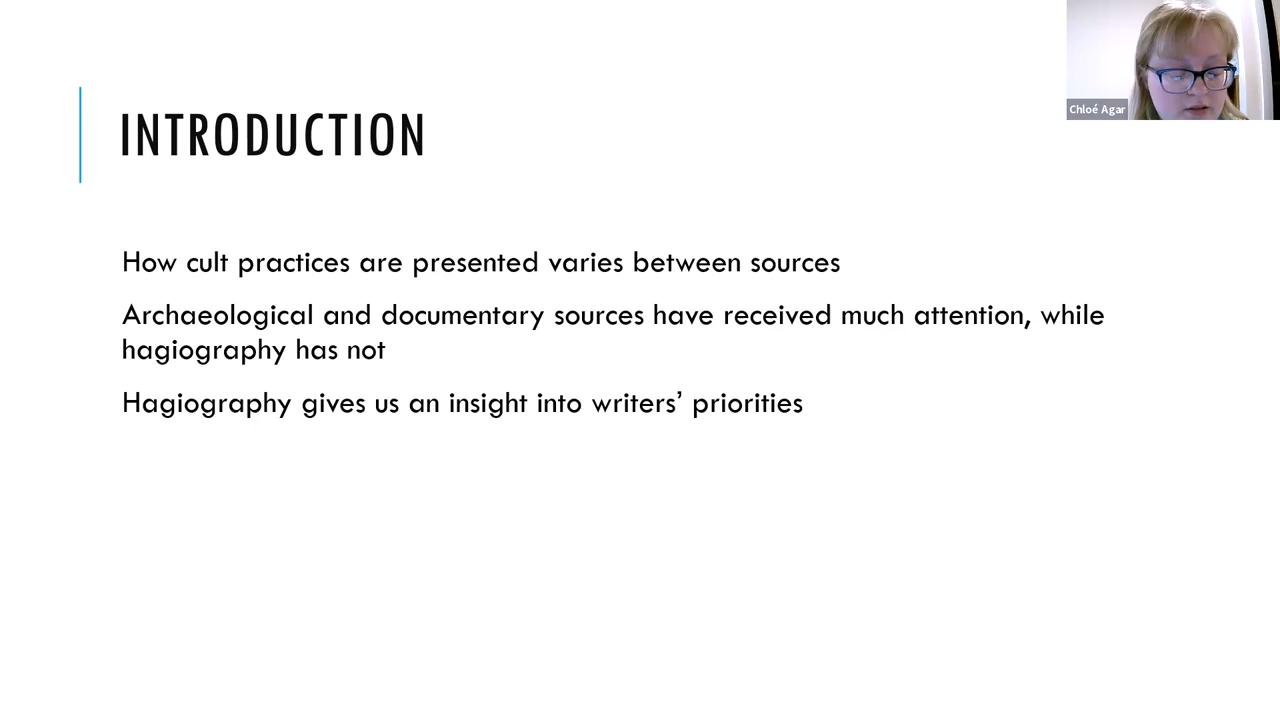 Chloé Agar
INTRODUCTION
How cult practices are presented varies between sources
Archaeological and documentary sources have received much attention, while
hagiography has not
Hagiography gives us an insight into writers’ priorities